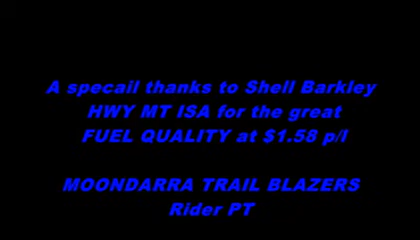 A specail thanks to Shell Barkley
HWY MT ISA for the great
FUEL QUALITY at $1.58 p/l
MOONDARRA TRAIL BLAZERS
Rider PT